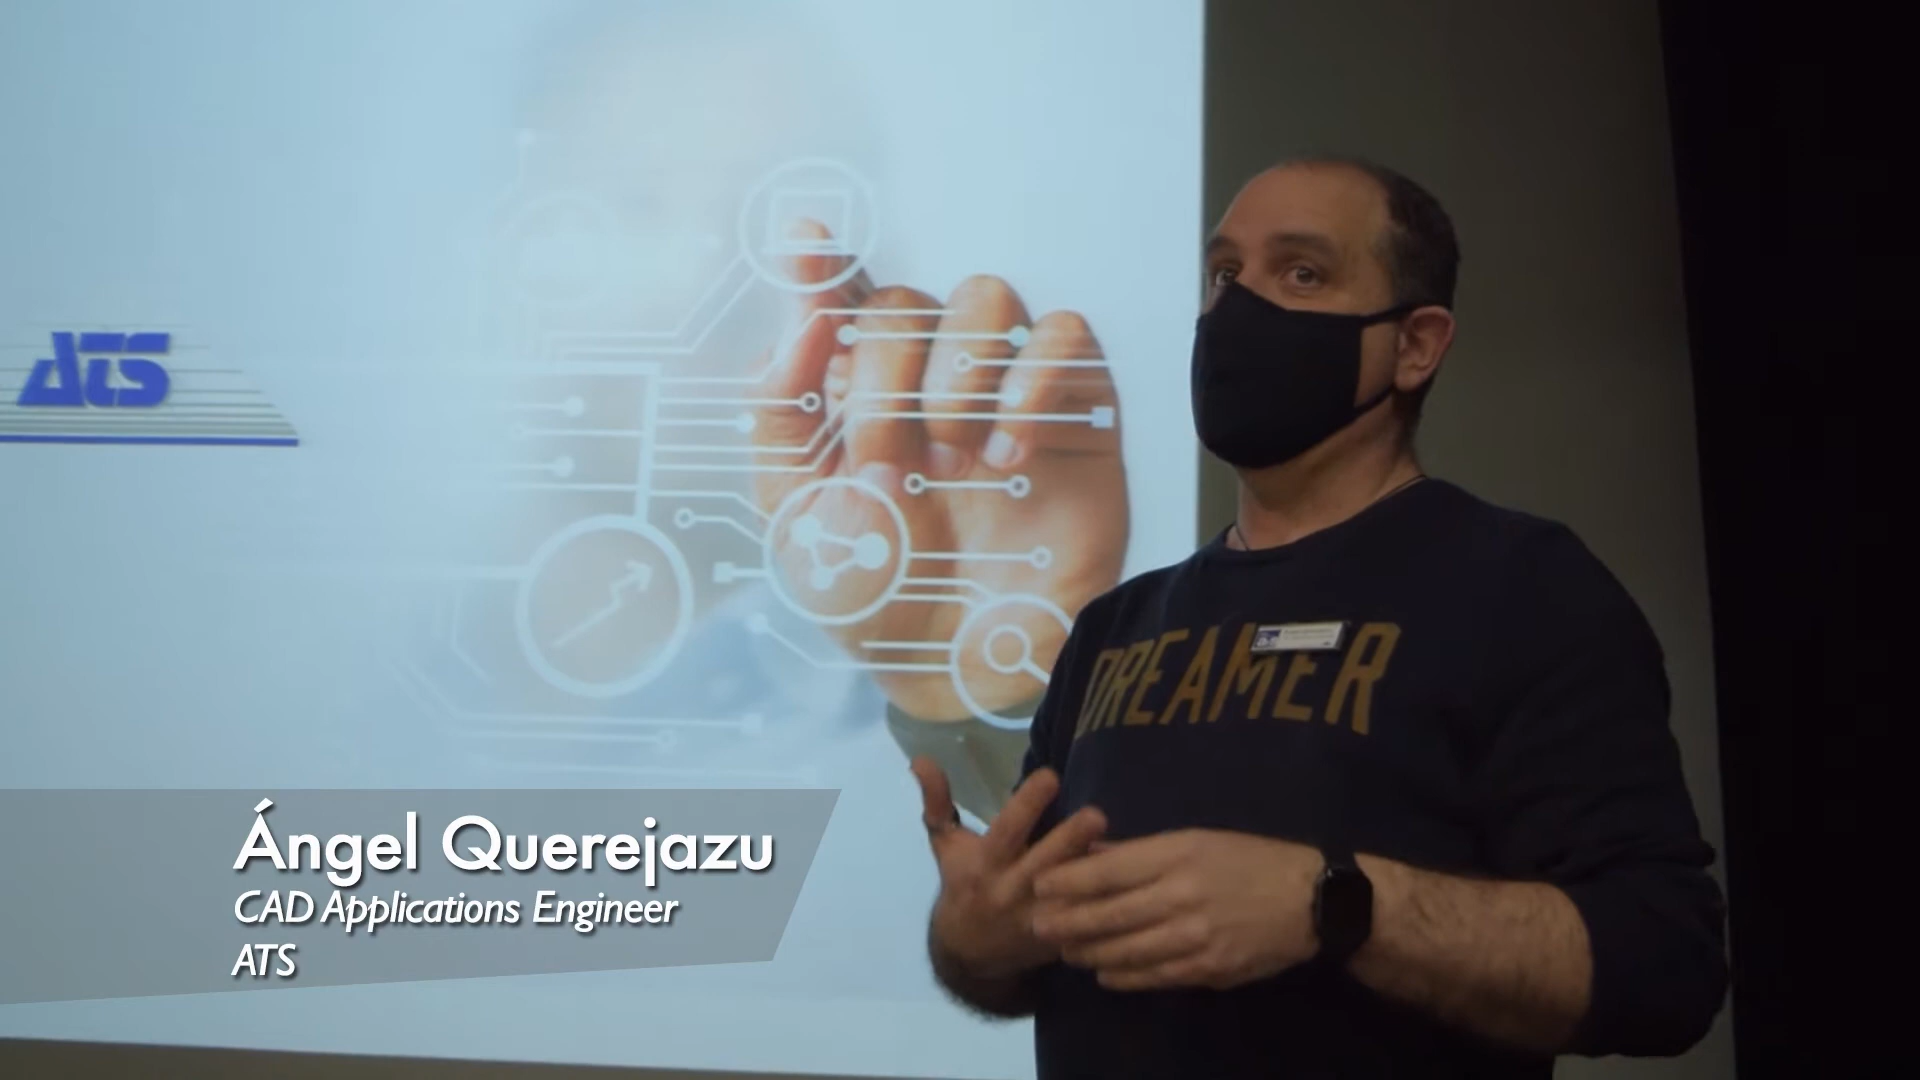 ATS
DREAMER
Ángel Querejazu
CAD Applications Engineer
ATS